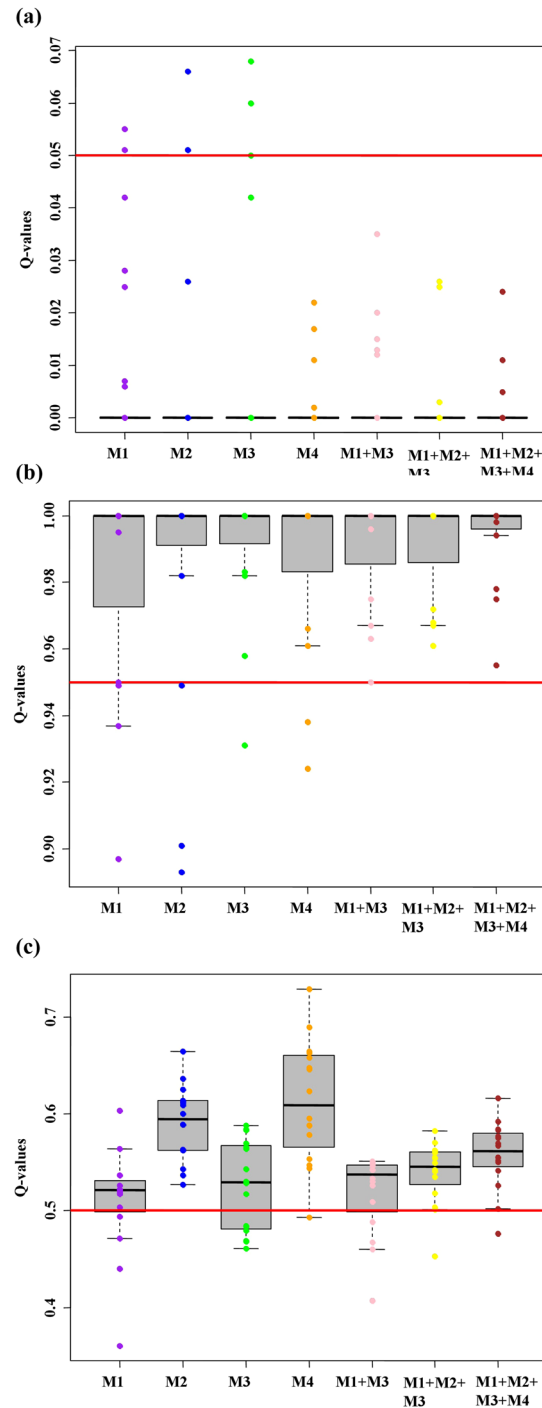 (a)
0.07
0.06
0.05
0.04
0.03
0.02
0.01
0.00
Q-values
M1
M2
M3
M4
M1+M3
M1+M2+
M3
M1+M2+
M3+M4
(b)
1.00
0.98
0.96
0.94
0.92
0.90
Q-values
M1
M2
M3
M4
M1+M3
M1+M2+
M3
M1+M2+
M3+M4
(c)
0.7
0.6
0.5
0.4
Q-values
M1
M2
M3
M4
M1+M3
M1+M2+
M3
M1+M2+
M3+M4